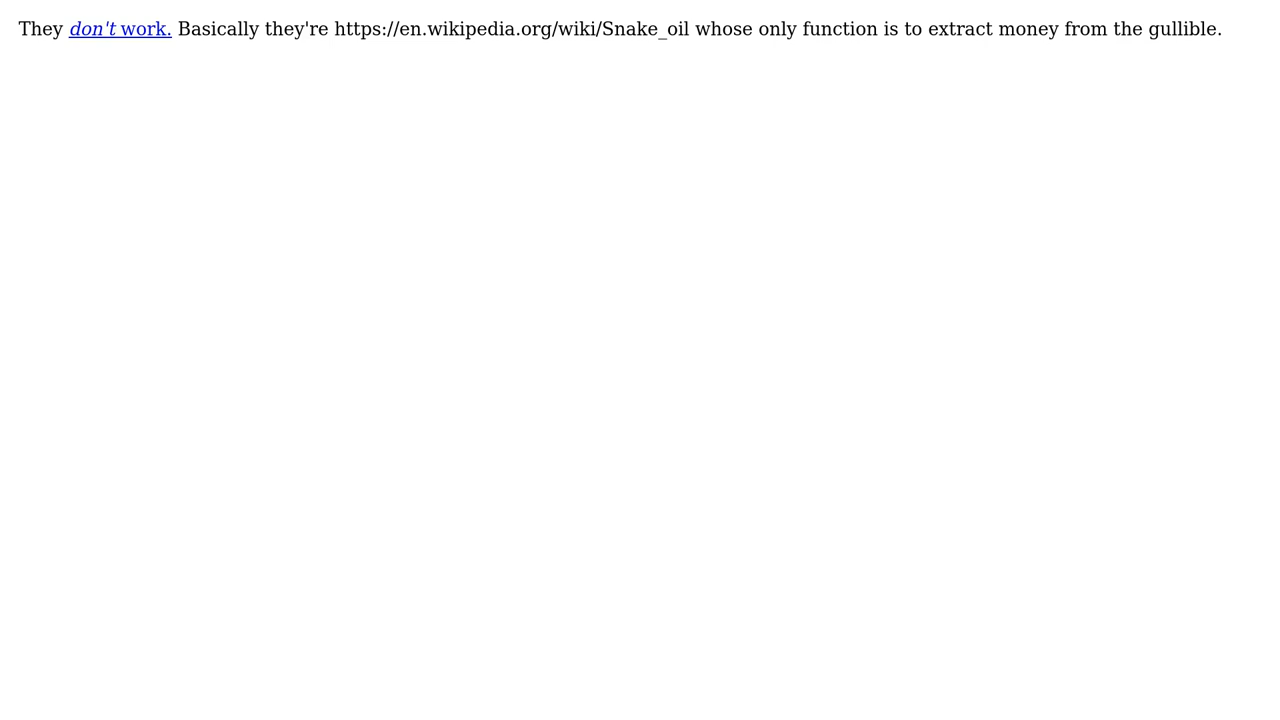 They don't work. Basically they're https://en.wikipedia.org/wiki/Snake_oil whose only function is to extract money from the gullible.